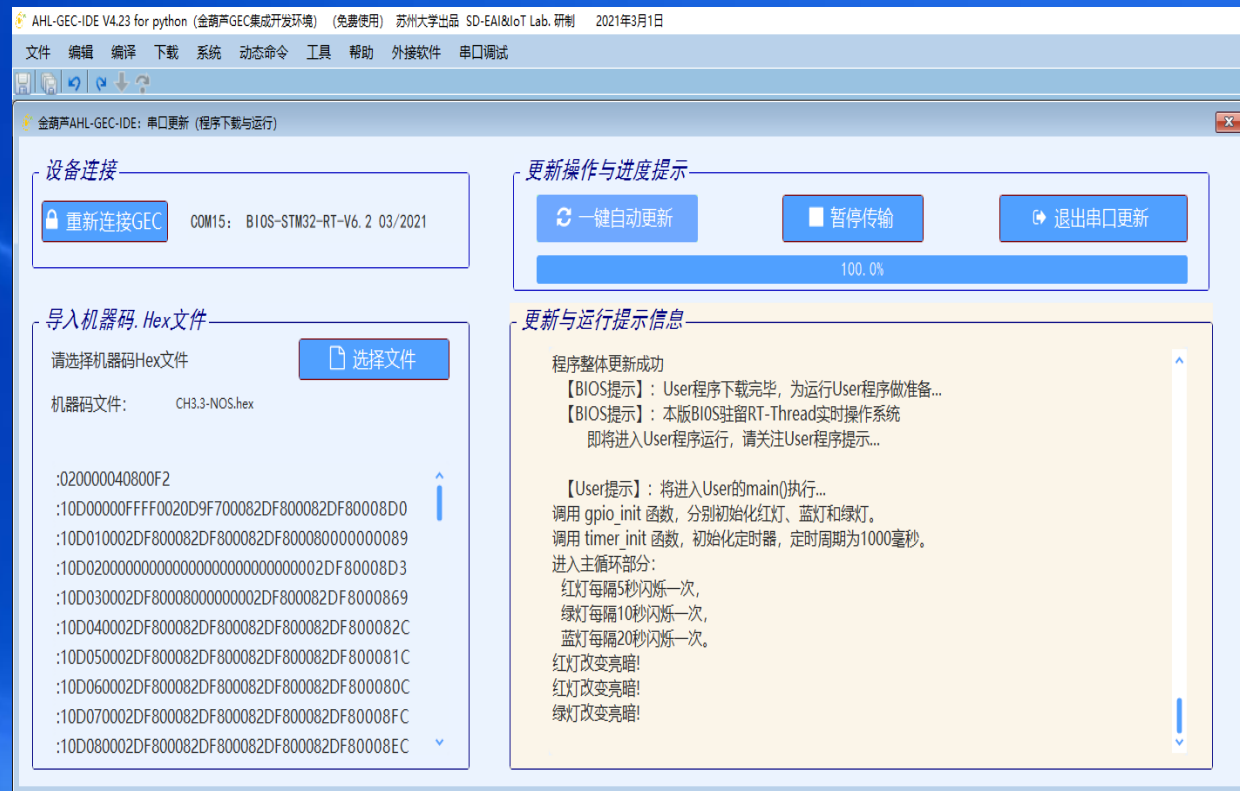 AHL-GEC-IDE V4.23 for python (金葫芦GEC集成开发环境) (免费使用) 苏州大学出品 SD-EAI&IoT Lab. 研制 2021年3月1日
文件 编辑 编译 下载 系统 动态命令 工具 帮助 外接软件 串口调试
金葫芦AHL-GEC-IDE: 串口更新 (程序下载与运行)
设备连接
重新连接GEC COM15: BIOS-STM32-RT-V6.2 03/2021
更新操作与进度提示
一键自动更新 暂停传输 退出串口更新
100.0%
导入机器码.Hex文件
请选择机器码Hex文件 选择文件
机器码文件: CH3.3-NOS.hex
:020000040800F2
:10D00000FFFF0020D9F700082DF800082DF80008D0
:10D010002DF800082DF800082DF800080000000089
:10D02000000000000000000000000002DF80008D3
:10D030002DF80008000000002DF800082DF8000869
:10D040002DF800082DF800082DF800082DF800082C
:10D050002DF800082DF800082DF800082DF800081C
:10D060002DF800082DF800082DF800082DF800080C
:10D070002DF800082DF800082DF800082DF80008FC
:10D080002DF800082DF800082DF800082DF80008EC
更新与运行提示信息
程序整体更新成功
【BIOS提示】: User程序下载完毕, 为运行User程序做准备...
【BIOS提示】: 本版BIOS驻留RT-Thread实时操作系统
即将进入User程序运行, 请关注User程序提示...
【User提示】: 将进入User的main()执行...
调用 gpio_init 函数, 分别初始化红灯、蓝灯和绿灯。
调用 timer_init 函数, 初始化定时器, 定时周期为1000毫秒。
进入主循环部分:
红灯每隔5秒闪烁一次,
绿灯每隔10秒闪烁一次,
蓝灯每隔20秒闪烁一次。
红灯改变亮暗!
红灯改变亮暗!
绿灯改变亮暗!